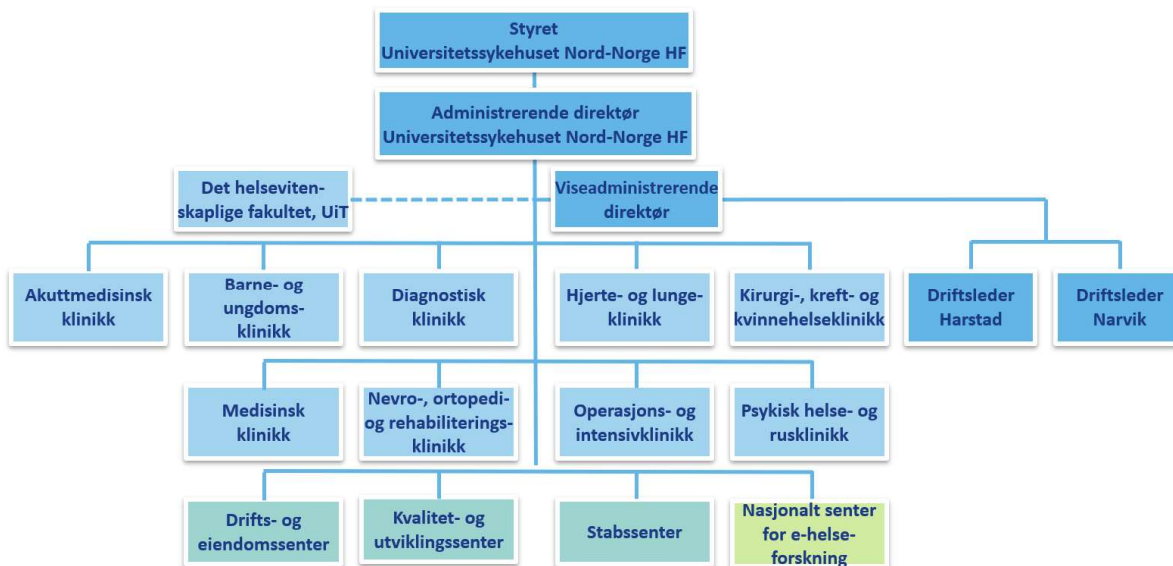 Styret
Universitetssykehuset Nord-Norge HF
Administrerende direktør
Universitetssykehuset Nord-Norge HF
Det helseviten-
skaplige fakultet, UiT
Viseadministrerende
direktør
Akuttmedisinsk
klinikk
Barne- og
ungdoms-
klinikk
Diagnostisk
klinikk
Hjerte- og lunge-
klinikk
Kirurgi-, kreft- og
kvinnehelseklinikk
Driftsleder
Harstad
Driftsleder
Narvik
Medisinsk
klinikk
Nevro-, ortopedi-
og rehabiliterings-
klinikk
Operasjons- og
intensivklinikk
Psykisk helse- og
rusklinikk
Drifts- og
eiendomssenter
Kvalitet- og
utviklingssenter
Stabssenter
Nasjonalt senter
for e-helse-
forskning